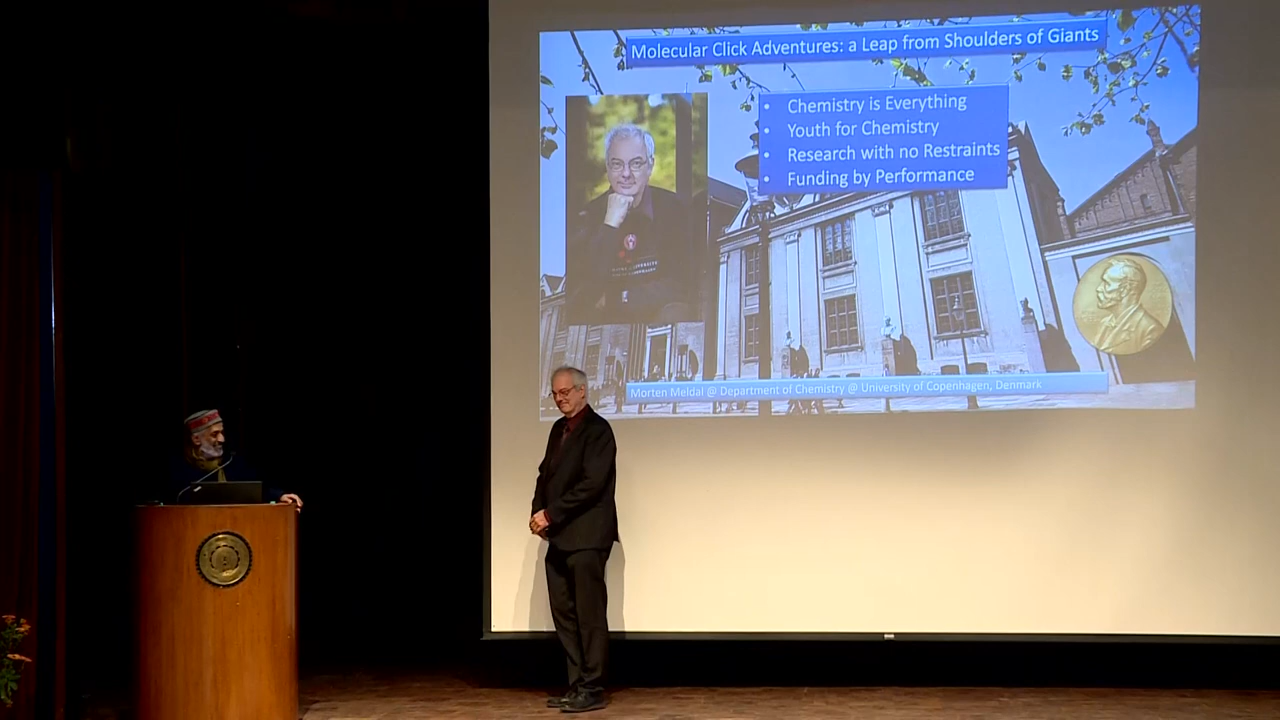 Molecular Click Adventures: a Leap from Shoulders of Giants
• Chemistry is Everything
• Youth for Chemistry
• Research with no Restraints
• Funding by Performance
Morten Meldal @ Department of Chemistry @ University of Copenhagen, Denmark